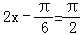 2x − π/6 = π/2